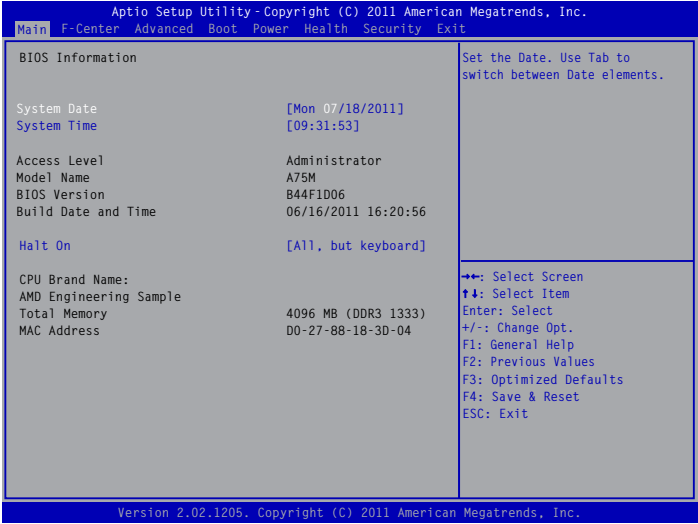 Aptio Setup Utility - Copyright (C) 2011 American Megatrends, Inc.
Main F-Center Advanced Boot Power Health Security Exit
BIOS Information
System Date [Mon 07/18/2011]
System Time [09:31:53]
Access Level Administrator
Model Name A75M
BIOS Version B44F1D06
Build Date and Time 06/16/2011 16:20:56
Halt On [All, but keyboard]
CPU Brand Name:
AMD Engineering Sample
Total Memory 4096 MB (DDR3 1333)
MAC Address D0-27-88-18-3D-04
Set the Date. Use Tab to
switch between Date elements.
→←: Select Screen
↑↓: Select Item
Enter: Select
+/-: Change Opt.
F1: General Help
F2: Previous Values
F3: Optimized Defaults
F4: Save & Reset
ESC: Exit
Version 2.02.1205. Copyright (C) 2011 American Megatrends, Inc.